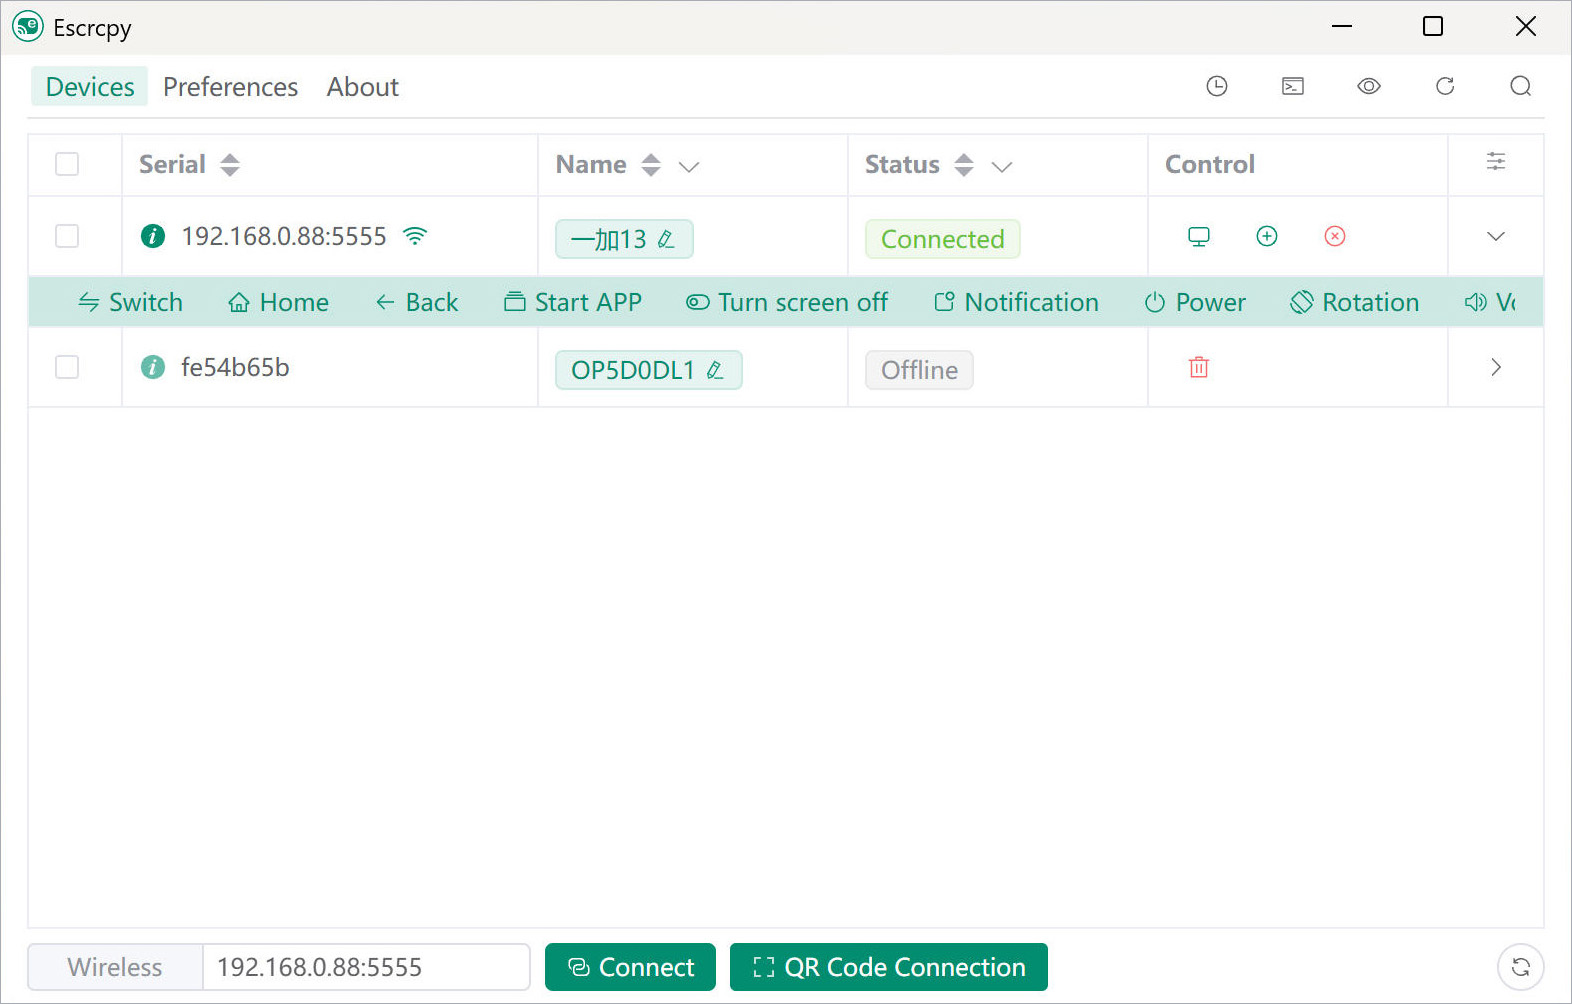 Escrcpy
Devices Preferences About
Serial Name Status Control
192.168.0.88:5555 一加13 Connected
Switch Home Back Start APP Turn screen off Notification Power Rotation
fe54b65b OP5D0DL1 Offline
Wireless 192.168.0.88:5555 Connect QR Code Connection